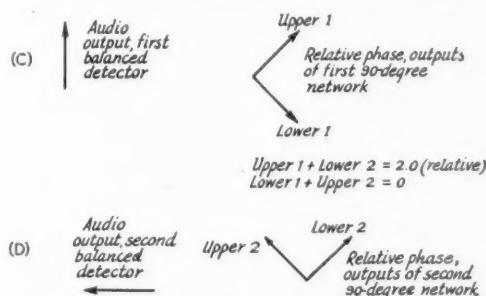 (C)
Audio
output, first
balanced
detector
Upper 1
Relative phase, outputs
of first 90-degree
network
Lower 1
Upper 1 + Lower 2 = 2.0 (relative)
Lower 1 + Upper 2 = 0
(D)
Audio
output, second
balanced
detector
Upper 2
Lower 2
Relative phase,
outputs of second
90-degree network